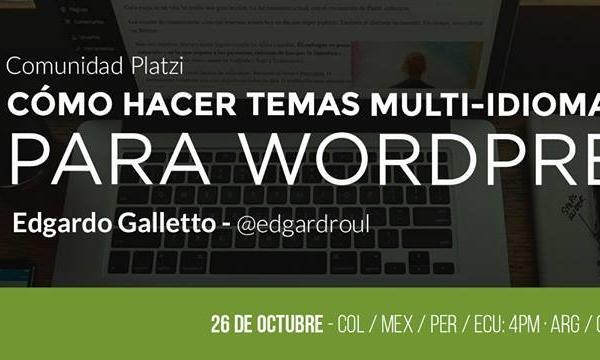 Comunidad Platzi
CÓMO HACER TEMAS MULTI-IDIOMA
PARA WORDPRE
Edgardo Galletto - @edgardroul
26 DE OCTUBRE - COL / MEX / PER / ECU: 4PM · ARG /